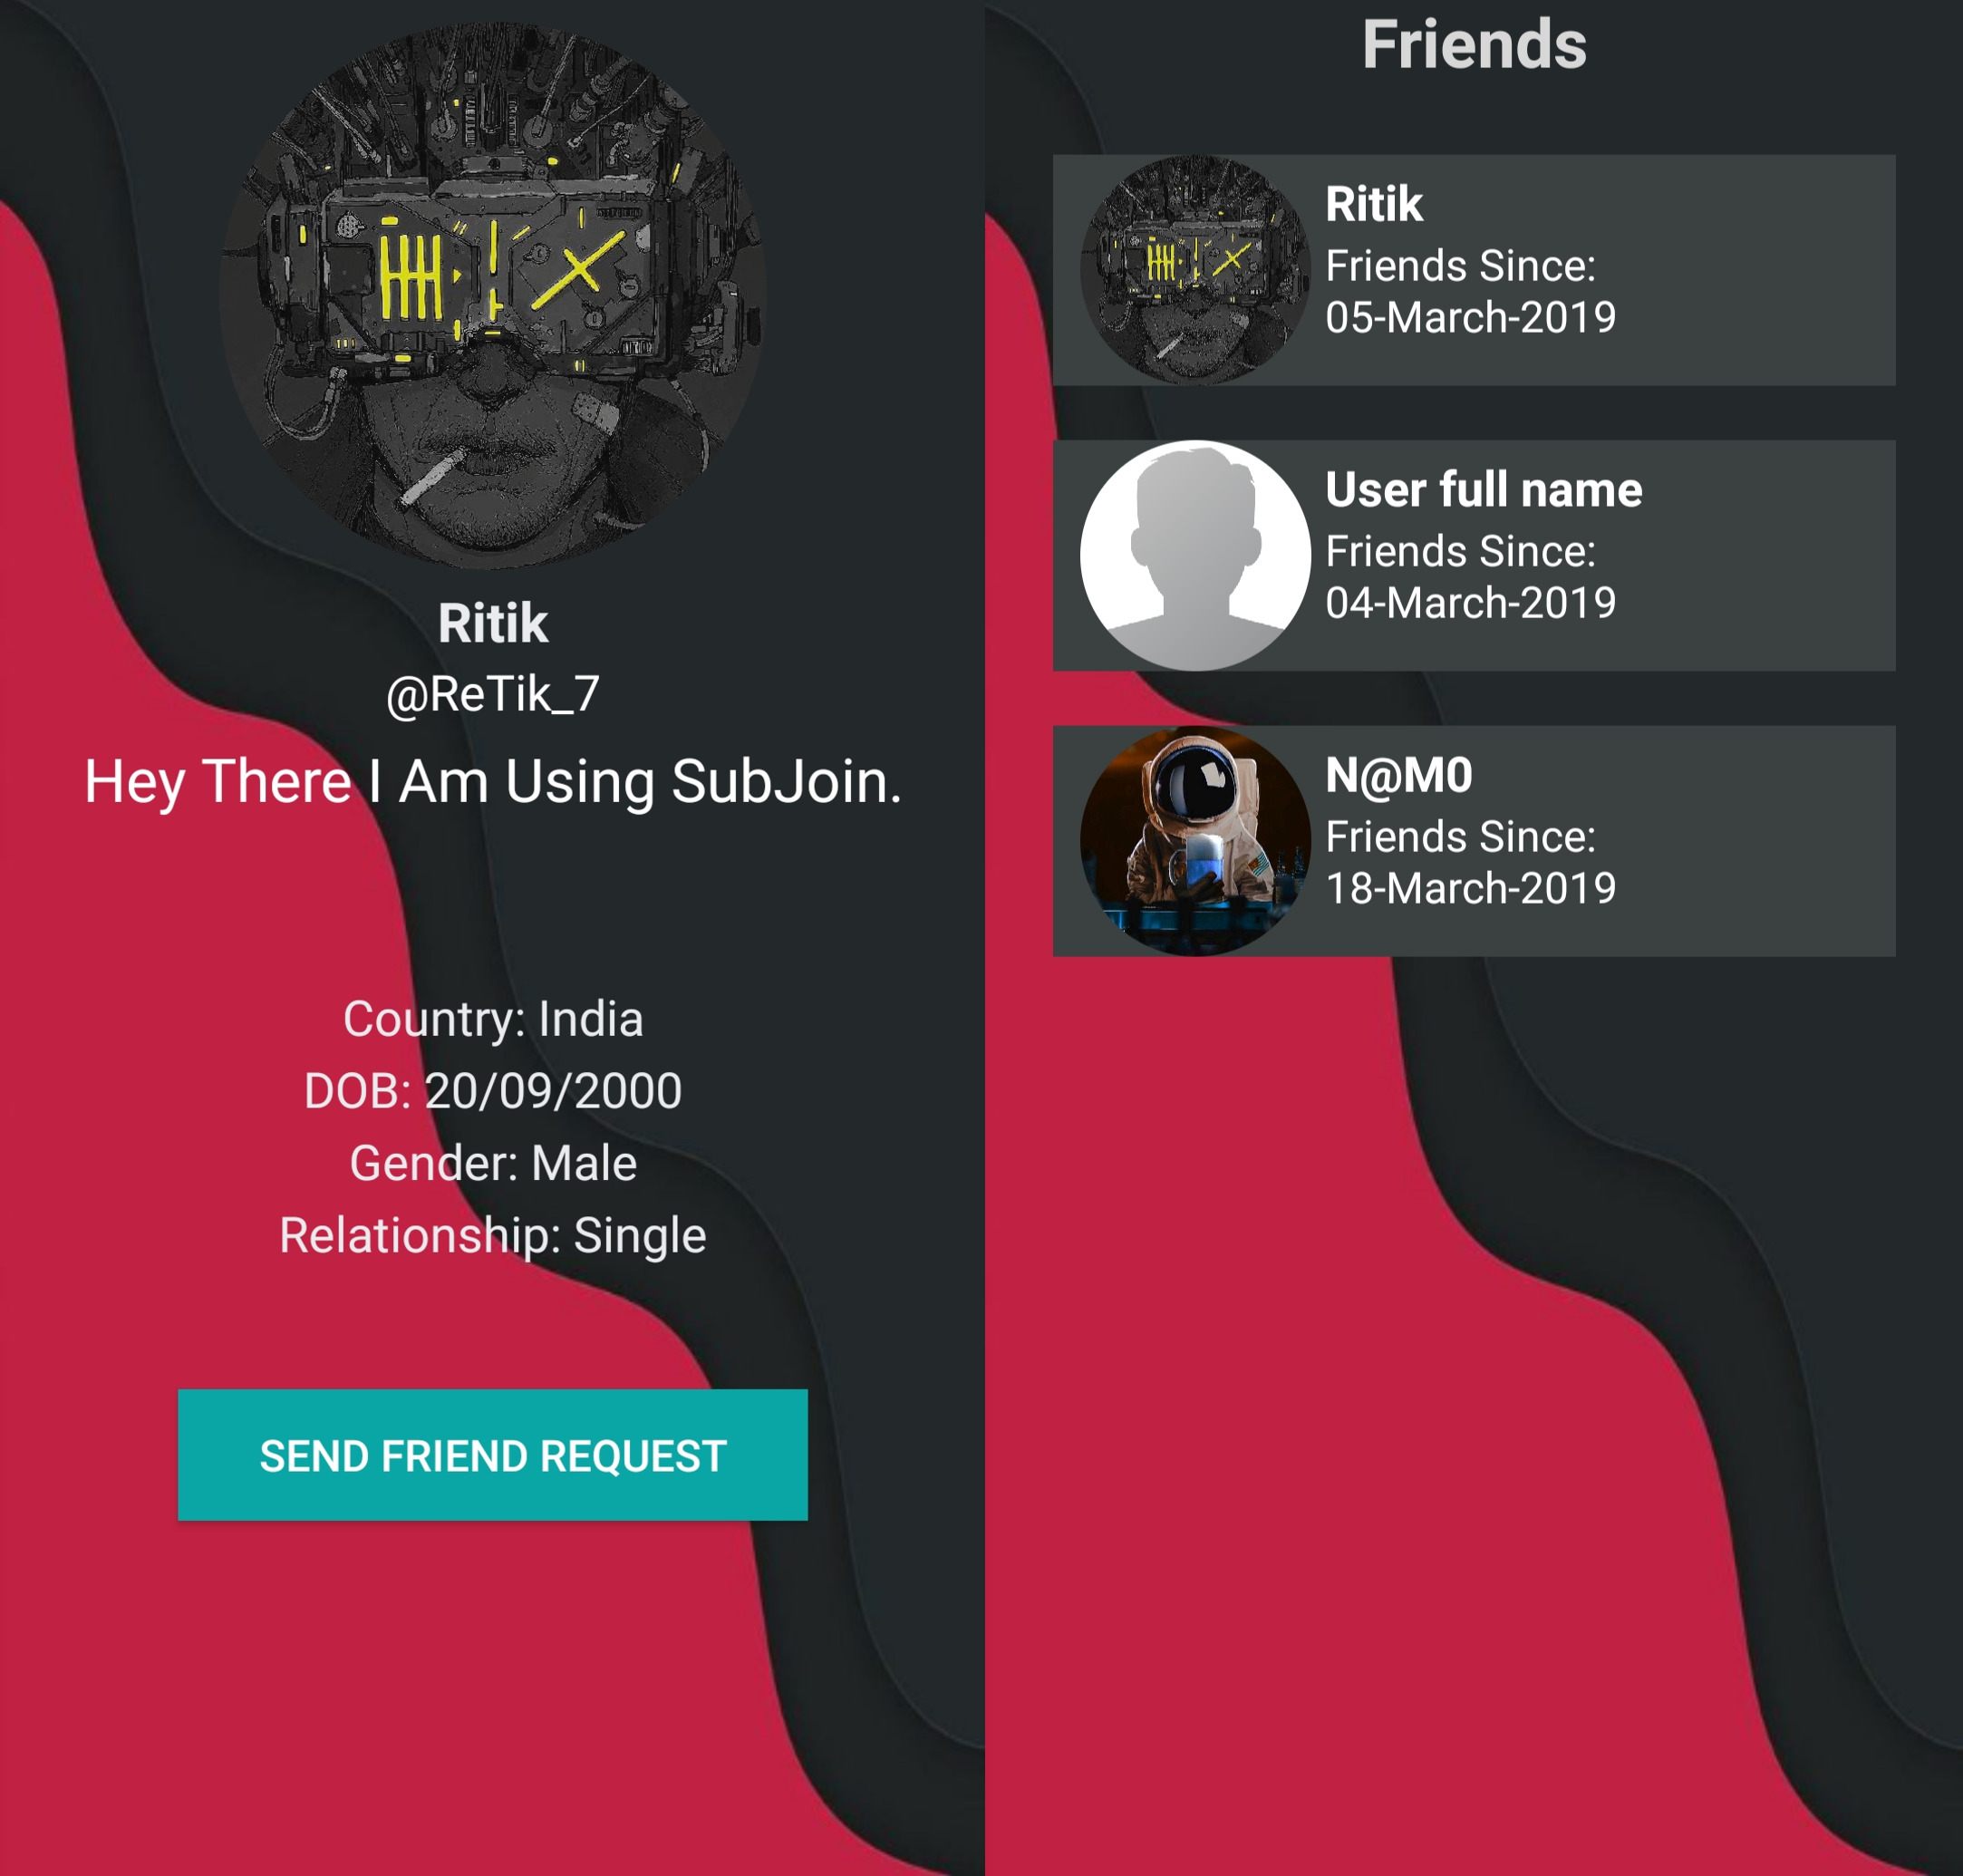 Ritik
@ReTik_7
Hey There I Am Using SubJoin.
Country: India
DOB: 20/09/2000
Gender: Male
Relationship: Single
SEND FRIEND REQUEST
Friends
Ritik
Friends Since:
05-March-2019
User full name
Friends Since:
04-March-2019
N@M0
Friends Since:
18-March-2019